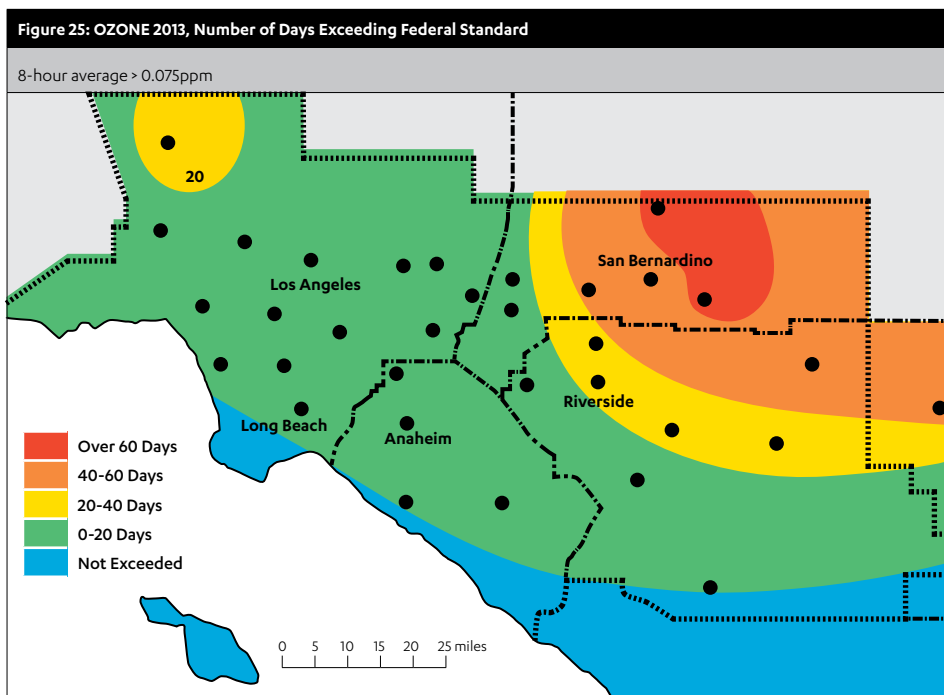 Figure 25: OZONE 2013, Number of Days Exceeding Federal Standard
8-hour average > 0.075ppm
20
San Bernardino
Los Angeles
Riverside
Long Beach
Anaheim
Over 60 Days
40-60 Days
20-40 Days
0-20 Days
Not Exceeded
0 5 10 15 20 25 miles